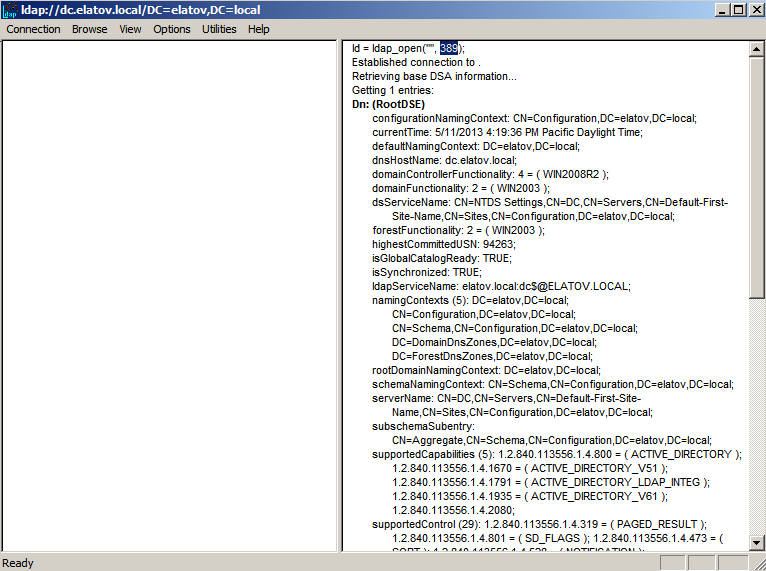 ldap://dc.elatov.local/DC=elatov,DC=local
Connection Browse View Options Utilities Help
ld = ldap_open("", 389);
Established connection to .
Retrieving base DSA information...
Getting 1 entries:
Dn: (RootDSE)
configurationNamingContext: CN=Configuration,DC=elatov,DC=local;
currentTime: 5/11/2013 4:19:36 PM Pacific Daylight Time;
defaultNamingContext: DC=elatov,DC=local;
dnsHostName: dc.elatov.local;
domainControllerFunctionality: 4 = ( WIN2008R2 );
domainFunctionality: 2 = ( WIN2003 );
dsServiceName: CN=NTDS Settings,CN=DC,CN=Servers,CN=Default-First-
Site-Name,CN=Sites,CN=Configuration,DC=elatov,DC=local;
forestFunctionality: 2 = ( WIN2003 );
highestCommittedUSN: 94263;
isGlobalCatalogReady: TRUE;
isSynchronized: TRUE;
ldapServiceName: elatov.local:dc$@ELATOV.LOCAL;
namingContexts (5): DC=elatov,DC=local;
CN=Configuration,DC=elatov,DC=local;
CN=Schema,CN=Configuration,DC=elatov,DC=local;
DC=DomainDnsZones,DC=elatov,DC=local;
DC=ForestDnsZones,DC=elatov,DC=local;
rootDomainNamingContext: DC=elatov,DC=local;
schemaNamingContext: CN=Schema,CN=Configuration,DC=elatov,DC=local;
serverName: CN=DC,CN=Servers,CN=Default-First-Site-
Name,CN=Sites,CN=Configuration,DC=elatov,DC=local;
subschemaSubentry:
CN=Aggregate,CN=Schema,CN=Configuration,DC=elatov,DC=local;
supportedCapabilities (5): 1.2.840.113556.1.4.800 = ( ACTIVE_DIRECTORY );
1.2.840.113556.1.4.1670 = ( ACTIVE_DIRECTORY_V51 );
1.2.840.113556.1.4.1791 = ( ACTIVE_DIRECTORY_LDAP_INTEG );
1.2.840.113556.1.4.1935 = ( ACTIVE_DIRECTORY_V61 );
1.2.840.113556.1.4.2080;
supportedControl (29): 1.2.840.113556.1.4.319 = ( PAGED_RESULT );
1.2.840.113556.1.4.801 = ( SD_FLAGS ); 1.2.840.113556.1.4.473 = (
SORT ); 1.2.840.113556.1.4.528 = ( NOTIFICATION );
Ready